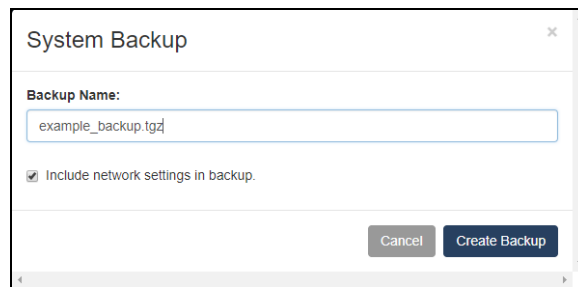 System Backup
×
Backup Name:
example_backup.tgz
Include network settings in backup.
Cancel Create Backup